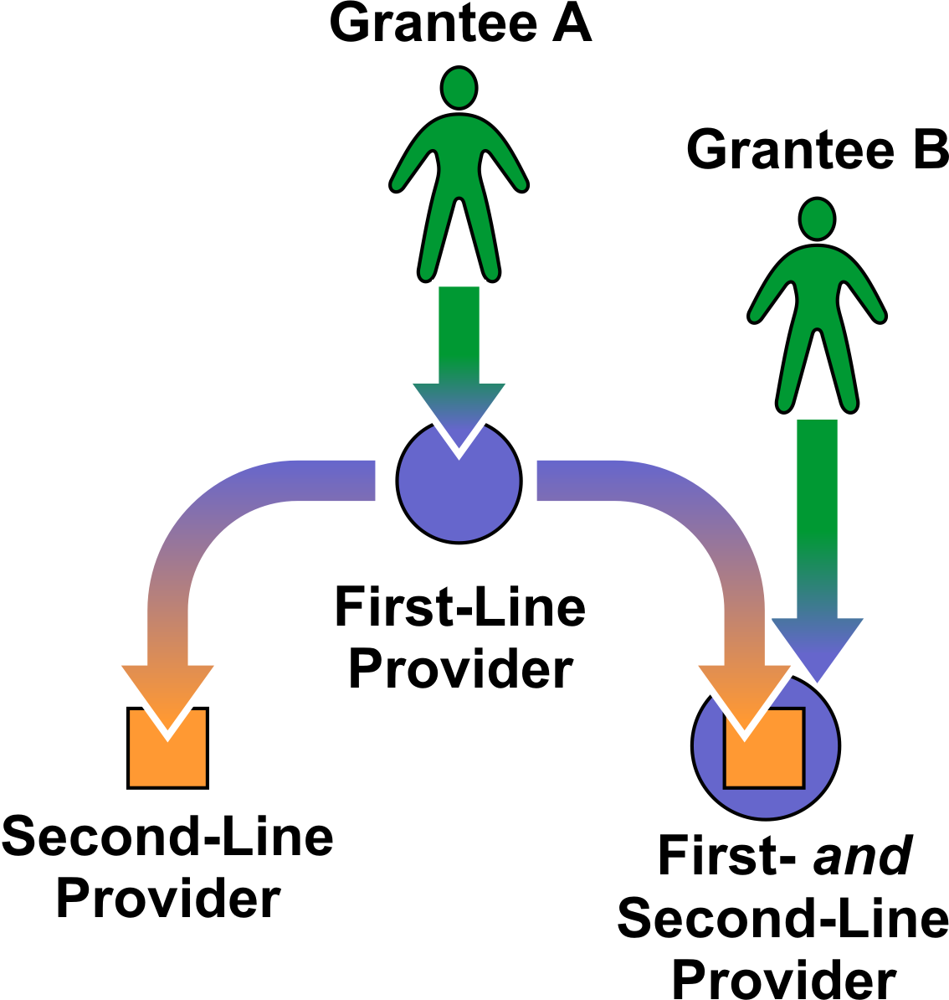 Grantee A
Grantee B
First-Line
Provider
Second-Line
Provider
First- and
Second-Line
Provider